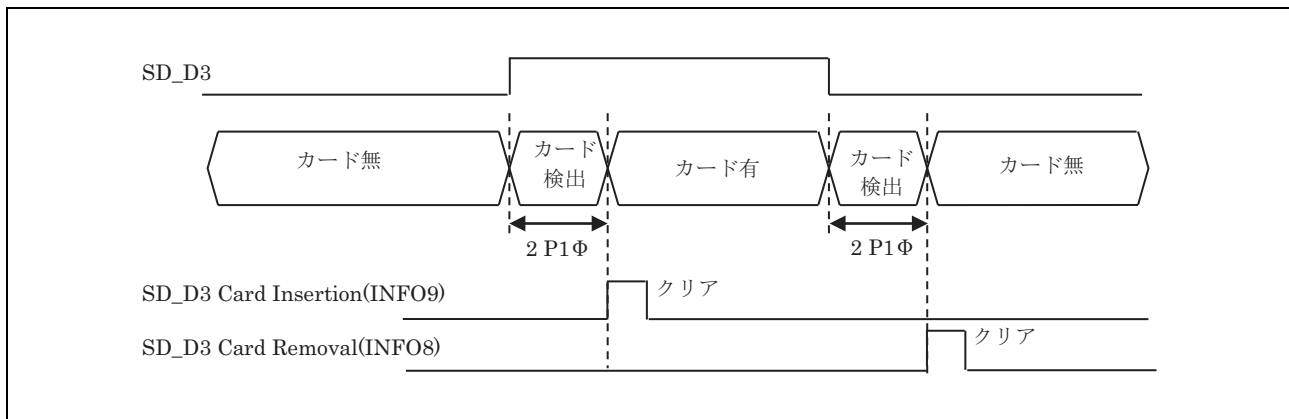 SD_D3
カード無
カード
検出
カード有
カード
検出
カード無
2 P1Φ
2 P1Φ
SD_D3 Card Insertion(INFO9)
クリア
SD_D3 Card Removal(INFO8)
クリア